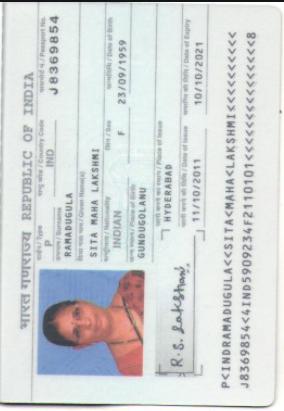 भारत गणराज्य REPUBLIC OF INDIA
टाईप / Type
P
राष्ट्र कोड / Country Code
IND
पासपोर्ट नं. / Passport No.
J8369854
उपनाम / Surname
RAMADUGULA
दिया गया नाम / Given Name(s)
SITA MAHA LAKSHMI
राष्ट्रीयता / Nationality
INDIAN
लिंग / Sex
F
जन्मतिथि / Date of Birth
23/09/1959
जन्म स्थान / Place of Birth
GUNDUGOLANU
जारी करने का स्थान / Place of Issue
HYDERABAD
जारी करने की तिथि / Date of Issue
11/10/2011
समाप्ति की तिथि / Date of Expiry
10/10/2021
R.S. Lakshmi.
P<INDRAMADUGULA<<SITA<MAHA<LAKSHMI<<<<<<<<<<
J8369854<4IND5909234F2110101<<<<<<<<<<<<<<<8